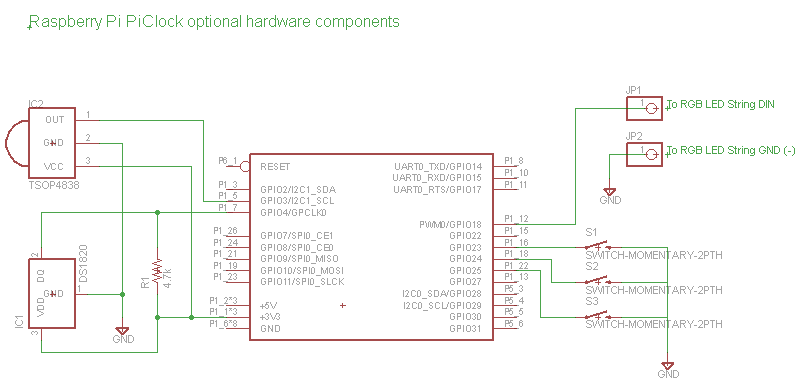 Raspberry Pi PiClock optional hardware components
IC2
OUT 1
GND 2
VCC 3
TSOP4838
JP1
1 To RGB LED String DIN
JP2
1 To RGB LED String GND (-)
GND
P6_1 RESET
P1_3 GPIO2/I2C1_SDA
P1_5 GPIO3/I2C1_SCL
P1_7 GPIO4/GPCLK0
P1_26 GPIO7/SPI0_CE1
P1_24 GPIO8/SPI0_CE0
P1_21 GPIO9/SPI0_MISO
P1_19 GPIO10/SPI0_MOSI
P1_23 GPIO11/SPI0_SLCK
P1_2*3 +5V
P1_1*3 +3V3
P1_6*8 GND
UART0_TXD/GPIO14 P1_8
UART0_RXD/GPIO15 P1_10
UART0_RTS/GPIO17 P1_11
PWM0/GPIO18 P1_12
GPIO22 P1_15
GPIO23 P1_16
GPIO24 P1_18
GPIO25 P1_22
GPIO27 P1_13
I2C0_SDA/GPIO28 P5_3
I2C0_SCL/GPIO29 P5_4
GPIO30 P5_5
GPIO31 P5_6
S1
SWITCH-MOMENTARY-2PTH
S2
SWITCH-MOMENTARY-2PTH
S3
SWITCH-MOMENTARY-2PTH
GND
2
DQ
GND 1
VDD
3
IC1
DS1820
R1
4.7k
GND